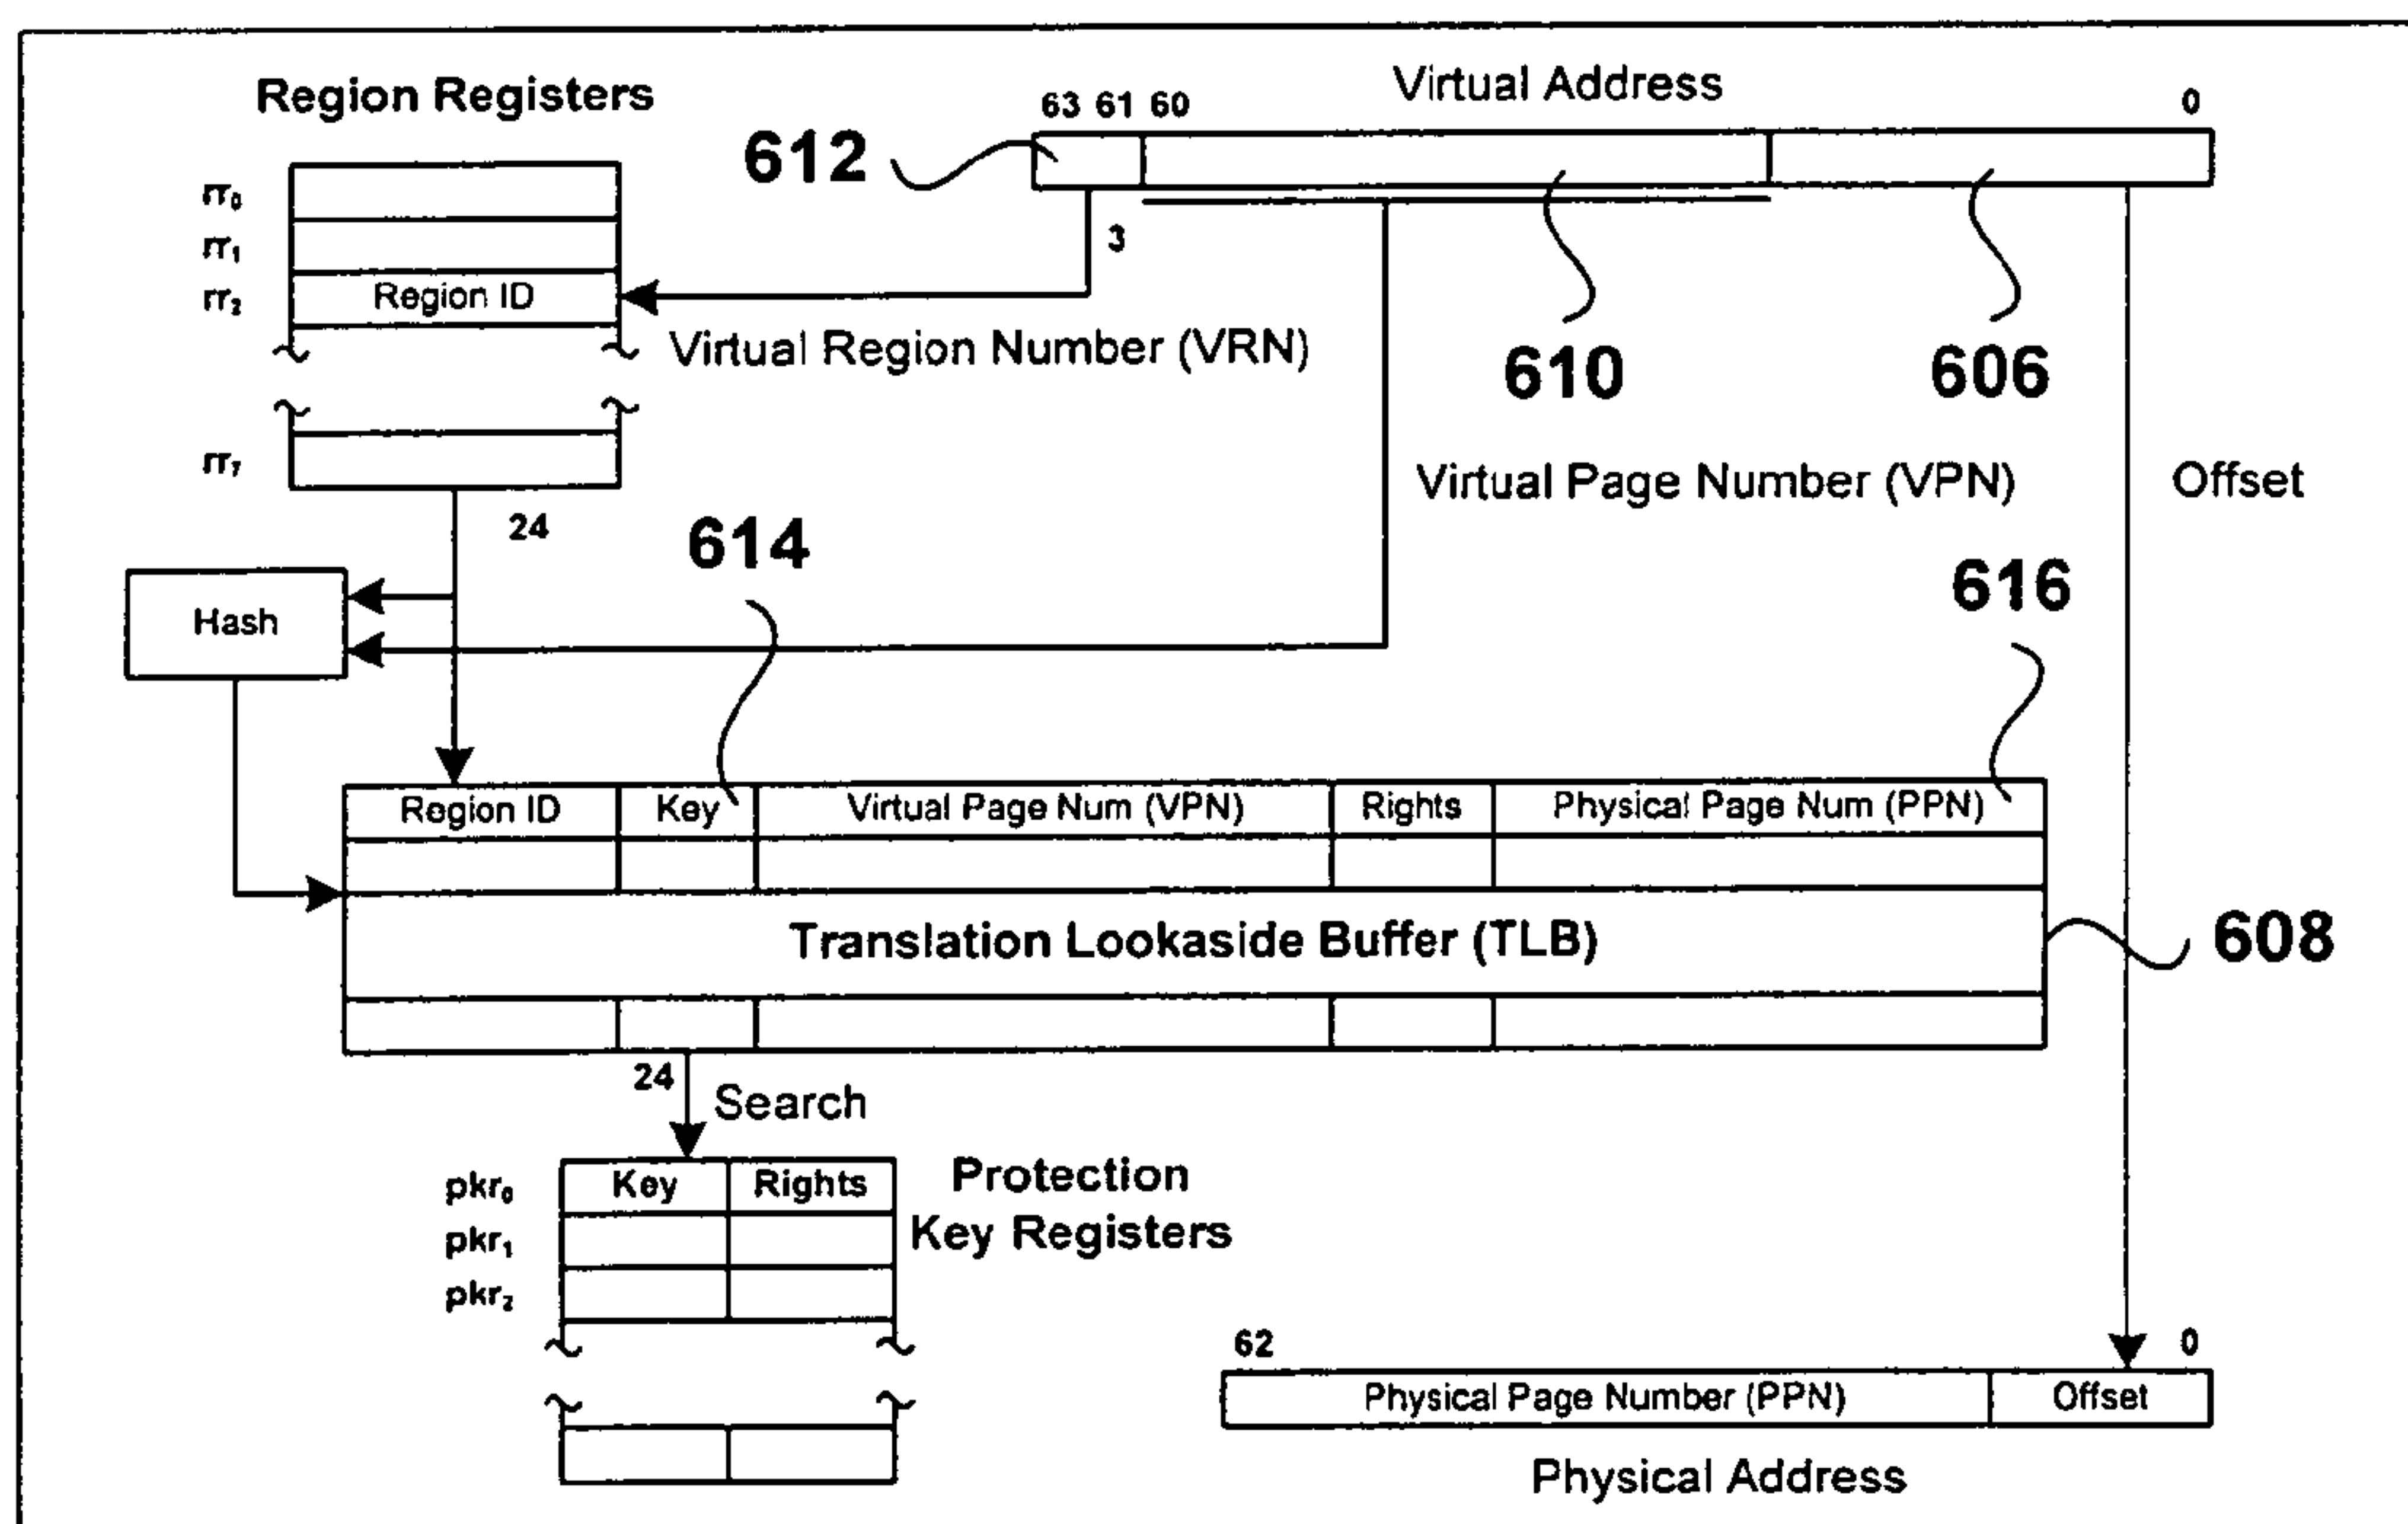 Region Registers
Virtual Address
63 61 60
0
612
rr0
rr1
rr2
Region ID
3
Virtual Region Number (VRN)
610
606
rr7
Virtual Page Number (VPN)
Offset
24
614
616
Hash
Region ID Key Virtual Page Num (VPN) Rights Physical Page Num (PPN)
Translation Lookaside Buffer (TLB)
608
24
Search
pkr0
Key Rights
Protection
Key Registers
pkr1
pkr2
62
0
Physical Page Number (PPN) Offset
Physical Address